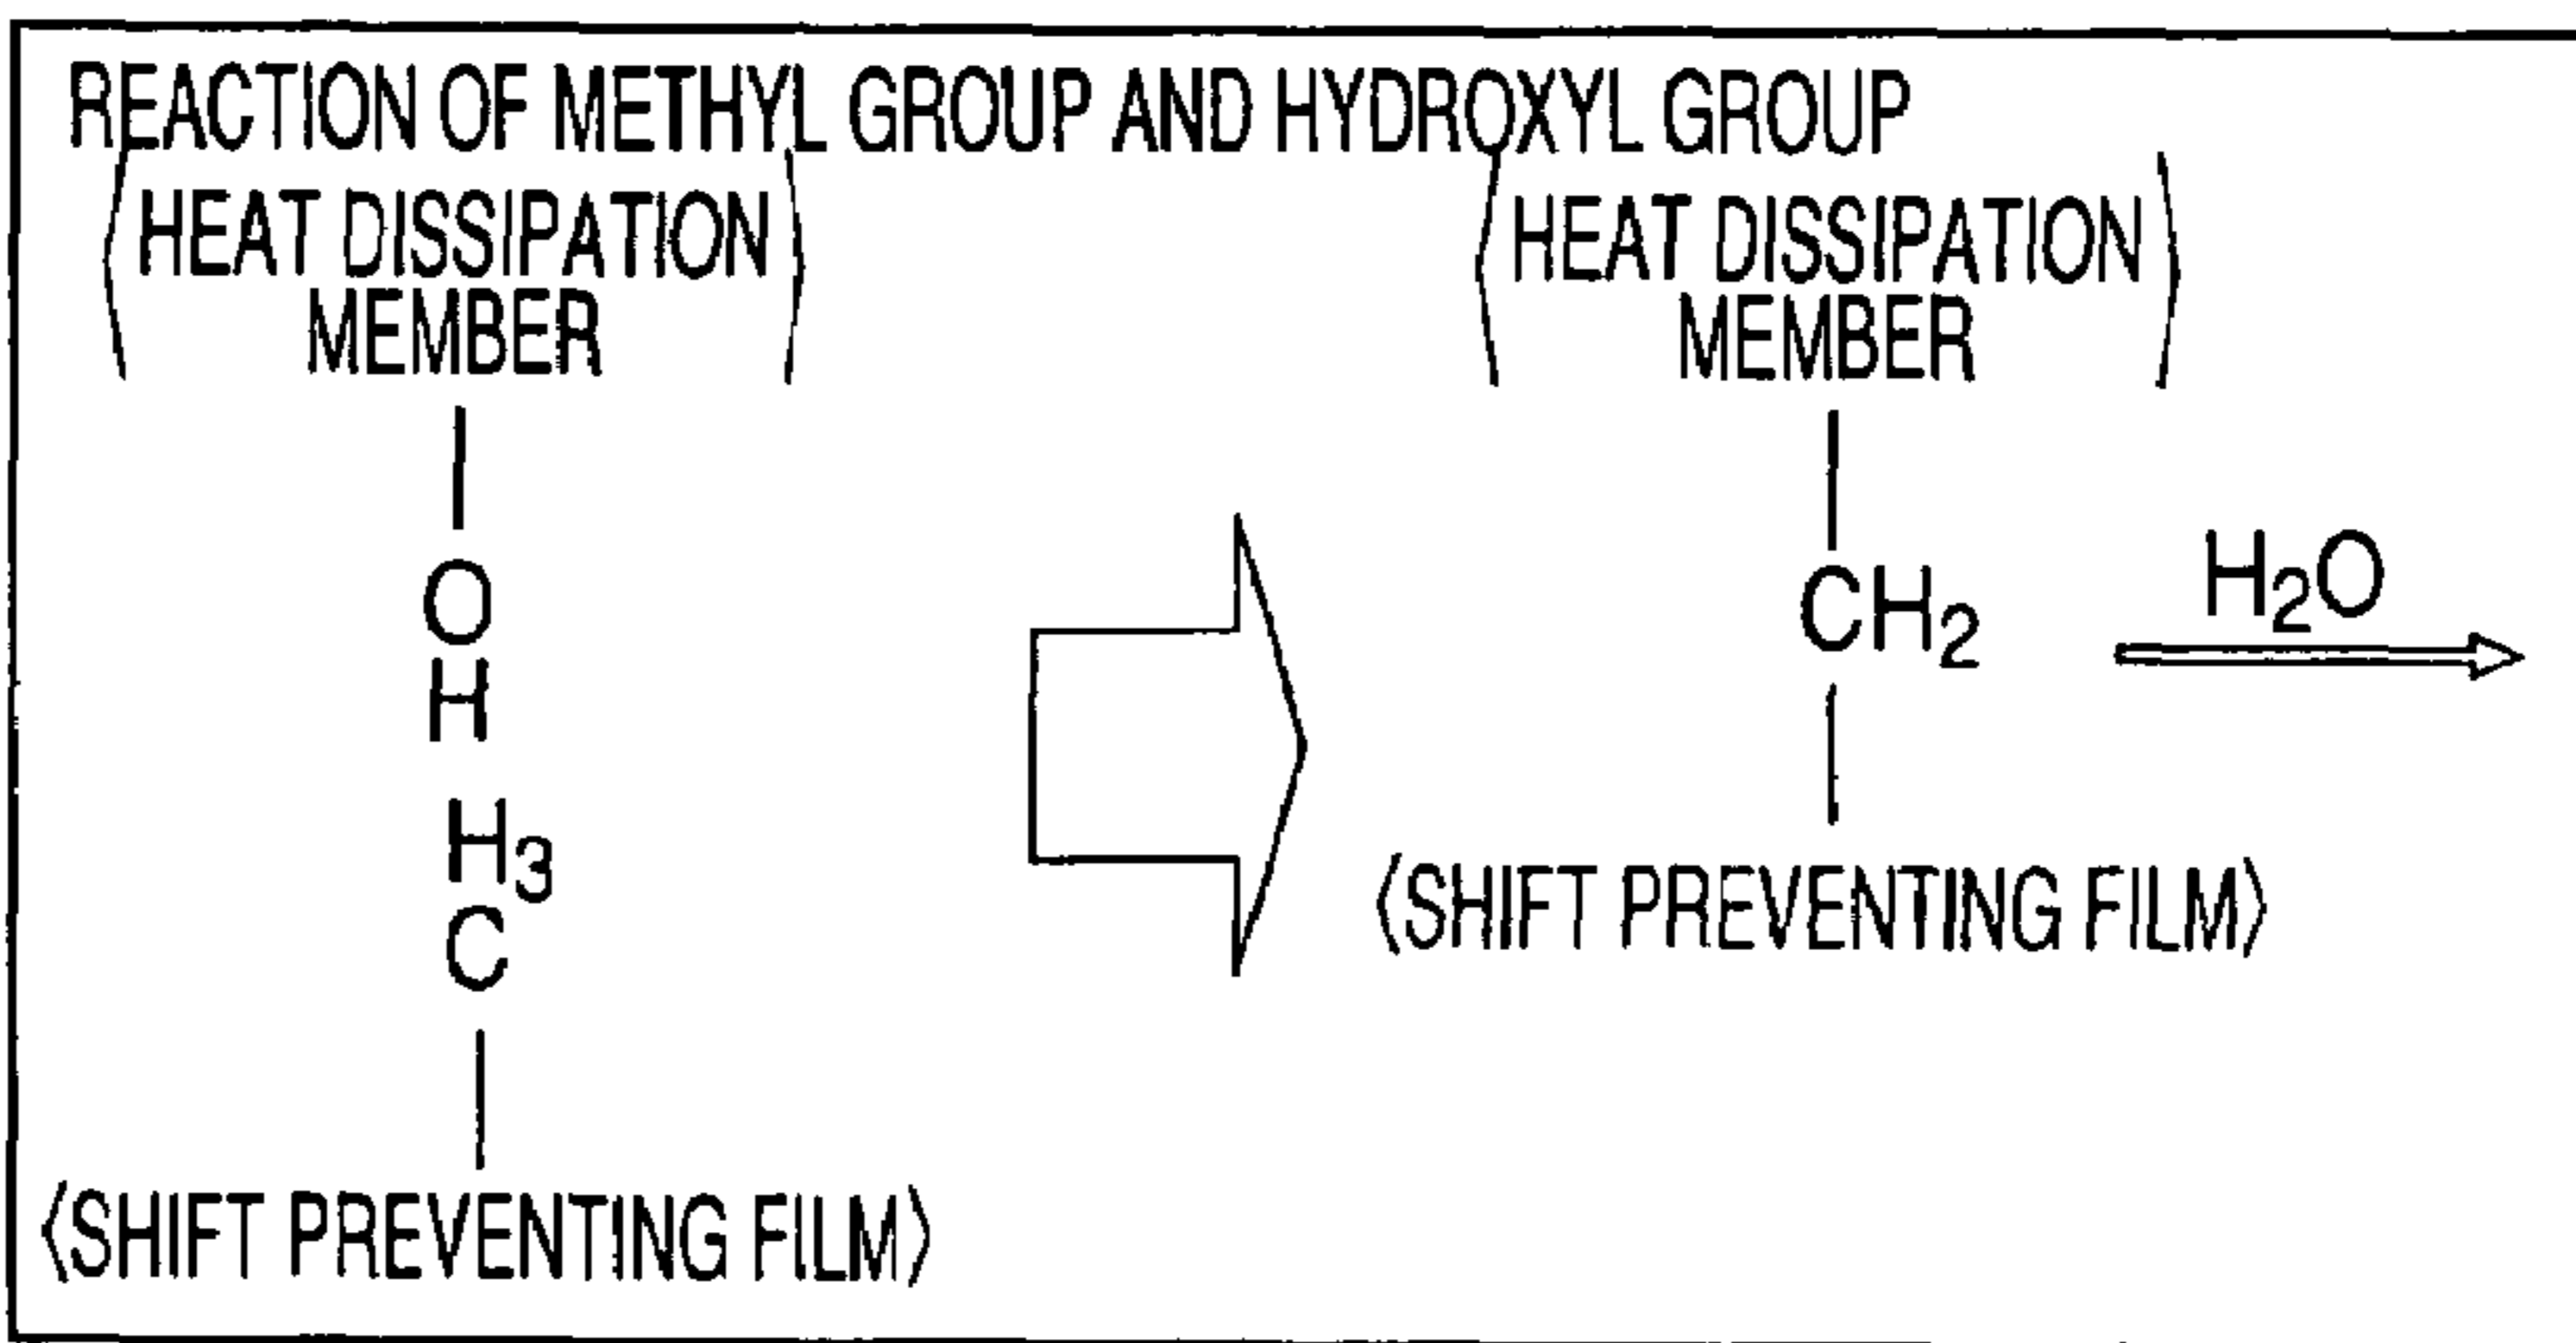 REACTION OF METHYL GROUP AND HYDROXYL GROUP
⟨HEAT DISSIPATION
MEMBER⟩
O
H
H₃
C
⟨SHIFT PREVENTING FILM⟩
⟨HEAT DISSIPATION
MEMBER⟩
CH₂
⟨SHIFT PREVENTING FILM⟩
H₂O